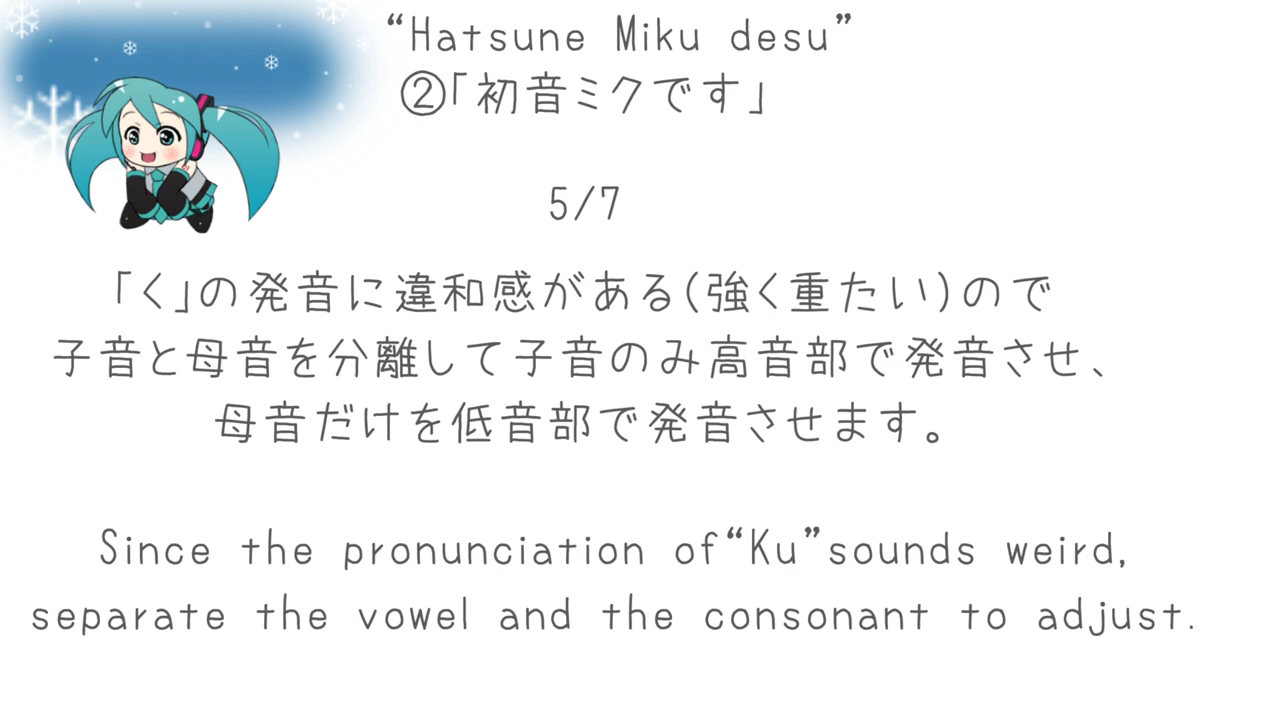 “Hatsune Miku desu”
②「初音ミクです」
5/7
「く」の発音に違和感がある(強く重たい)ので
子音と母音を分離して子音のみ高音部で発音させ、
母音だけを低音部で発音させます。
Since the pronunciation of“Ku”sounds weird,
separate the vowel and the consonant to adjust.